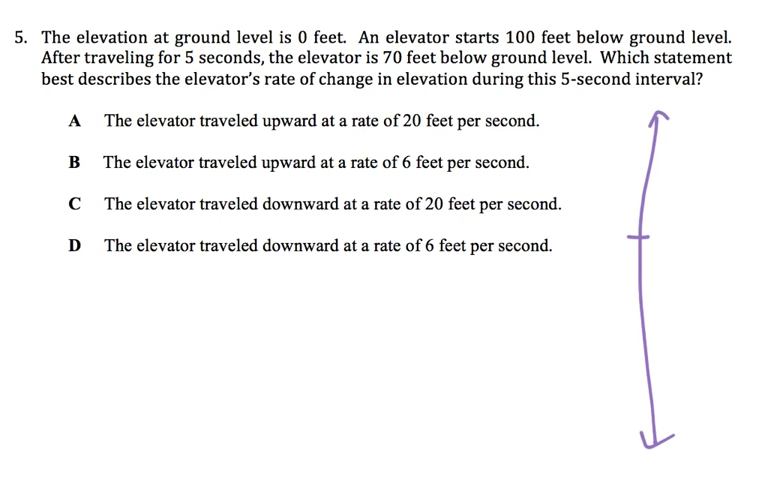 5. The elevation at ground level is 0 feet. An elevator starts 100 feet below ground level.
After traveling for 5 seconds, the elevator is 70 feet below ground level. Which statement
best describes the elevator's rate of change in elevation during this 5-second interval?
A The elevator traveled upward at a rate of 20 feet per second.
B The elevator traveled upward at a rate of 6 feet per second.
C The elevator traveled downward at a rate of 20 feet per second.
D The elevator traveled downward at a rate of 6 feet per second.